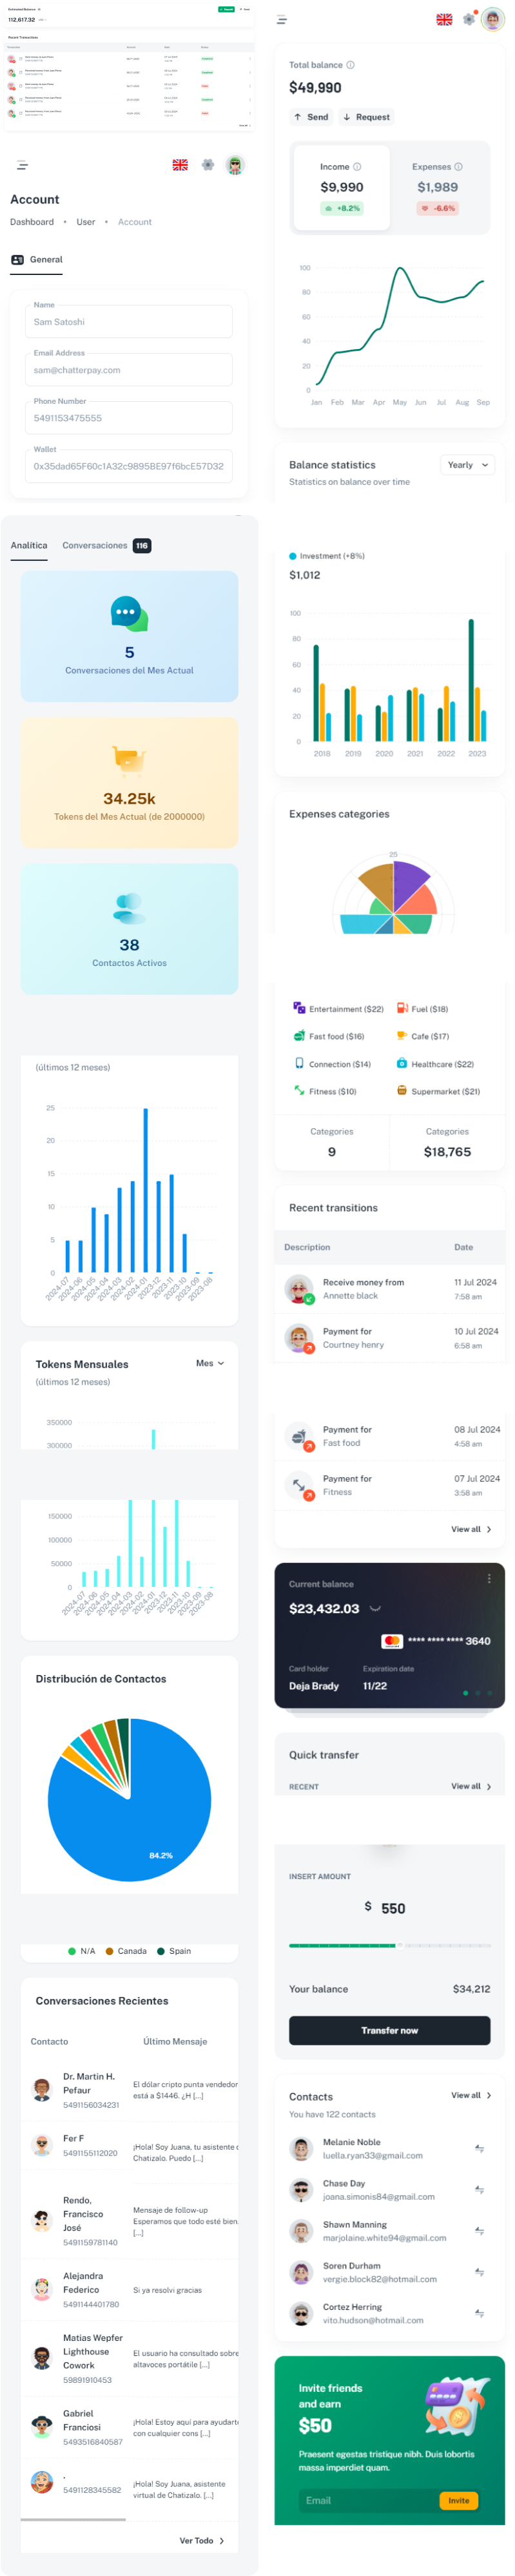 Estimated Balance
112,617.32
Recent Transactions
Account
Dashboard • User • Account
General
Name
Sam Satoshi
Email Address
sam@chatterpay.com
Phone Number
5491153475555
Wallet
0x35dad65F60c1A32c9895BE97f6bcE57D32
Analítica
Conversaciones 116
5
Conversaciones del Mes Actual
34.25k
Tokens del Mes Actual (de 2000000)
38
Contactos Activos
(últimos 12 meses)
25
20
15
10
5
0
2024-07
2024-06
2024-05
2024-04
2024-03
2024-02
2024-01
2023-12
2023-11
2023-10
2023-09
2023-08
Tokens Mensuales
Mes
(últimos 12 meses)
350000
300000
150000
100000
50000
0
2024-07
2024-06
2024-05
2024-04
2024-03
2024-02
2024-01
2023-12
2023-11
2023-10
2023-09
2023-08
Distribución de Contactos
84.2%
N/A
Canada
Spain
Conversaciones Recientes
Contacto
Último Mensaje
Dr. Martin H.
Pefaur
5491156034231
El dólar cripto punta vendedor
está a $1446. ¿H [...]
Fer F
5491155112020
¡Hola! Soy Juana, tu asistente d
Chatizalo. Puedo [...]
Rendo,
Francisco
José
5491159781140
Mensaje de follow-up
Esperamos que todo esté bien.
[...]
Alejandra
Federico
5491144401780
Si ya resolvi gracias
Matias Wepfer
Lighthouse
Cowork
59891910453
El usuario ha consultado sobre
altavoces portátile [...]
Gabriel
Franciosi
5493516840587
¡Hola! Estoy aquí para ayudarte
con cualquier cons [...]
.
5491128345582
¡Hola! Soy Juana, asistente
virtual de Chatizalo. [...]
Ver Todo
Total balance
$49,990
Send
Request
Income
$9,990
+8.2%
Expenses
$1,989
-6.6%
100
80
60
40
20
0
Jan Feb Mar Apr May Jun Jul Aug Sep
Balance statistics
Yearly
Statistics on balance over time
Investment (+8%)
$1,012
100
80
60
40
20
0
2018 2019 2020 2021 2022 2023
Expenses categories
25
Entertainment ($22)
Fuel ($18)
Fast food ($16)
Cafe ($17)
Connection ($14)
Healthcare ($22)
Fitness ($10)
Supermarket ($21)
Categories
9
Categories
$18,765
Recent transitions
Description
Date
Receive money from
Annette black
11 Jul 2024
7:58 am
Payment for
Courtney henry
10 Jul 2024
6:58 am
Payment for
Fast food
08 Jul 2024
4:58 am
Payment for
Fitness
07 Jul 2024
3:58 am
View all
Current balance
$23,432.03
**** **** **** 3640
Card holder
Deja Brady
Expiration date
11/22
Quick transfer
RECENT
View all
INSERT AMOUNT
$ 550
Your balance
$34,212
Transfer now
Contacts
View all
You have 122 contacts
Melanie Noble
luella.ryan33@gmail.com
Chase Day
joana.simonis84@gmail.com
Shawn Manning
marjolaine.white94@gmail.com
Soren Durham
vergie.block82@hotmail.com
Cortez Herring
vito.hudson@hotmail.com
Invite friends
and earn
$50
Praesent egestas tristique nibh. Duis lobortis
massa imperdiet quam.
Email
Invite